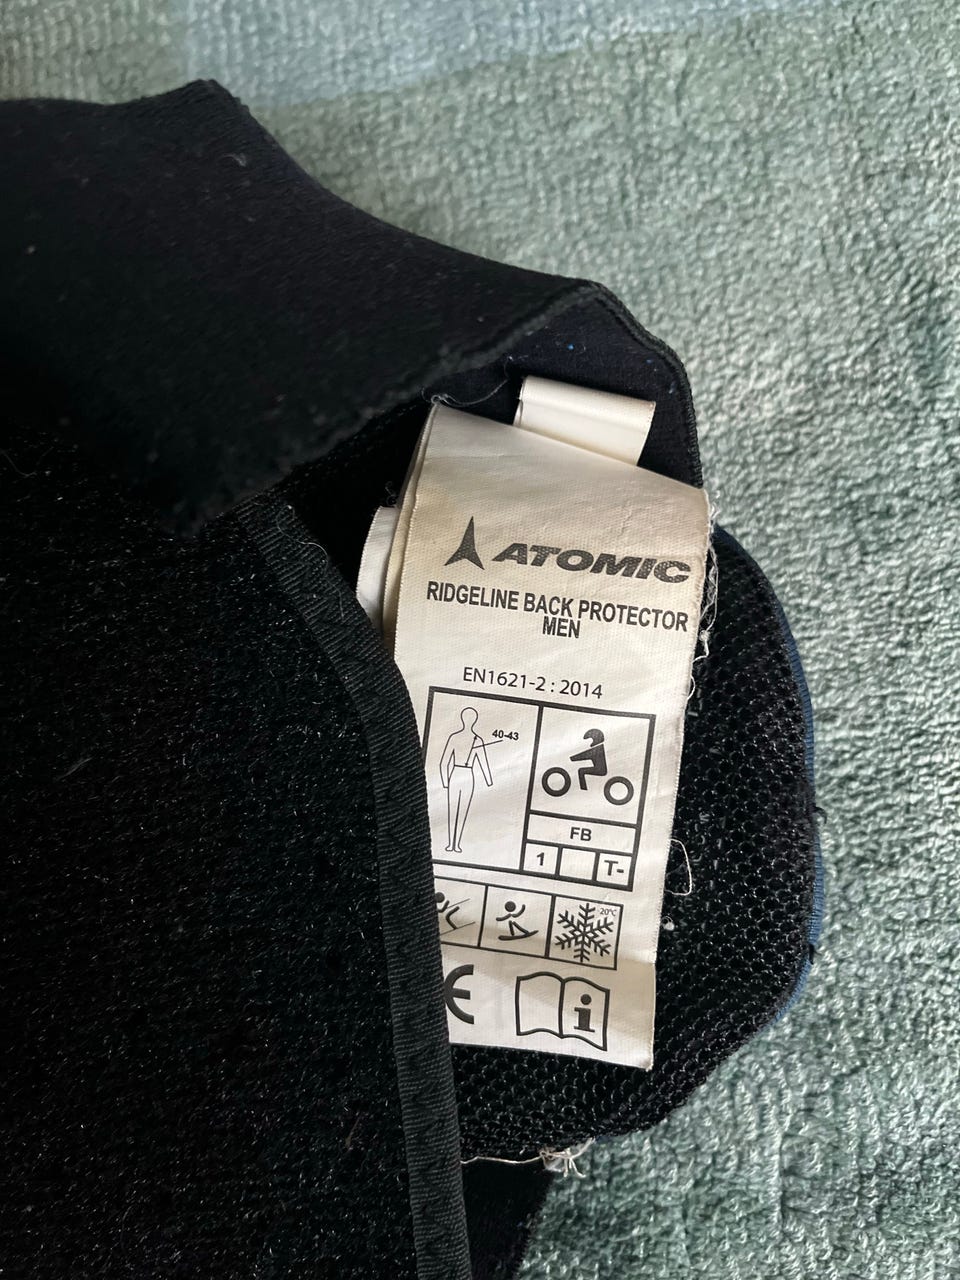 ATOMIC
RIDGELINE BACK PROTECTOR
MEN
EN1621-2 : 2014
40-43
FB
1 T-
20°C
CE
i